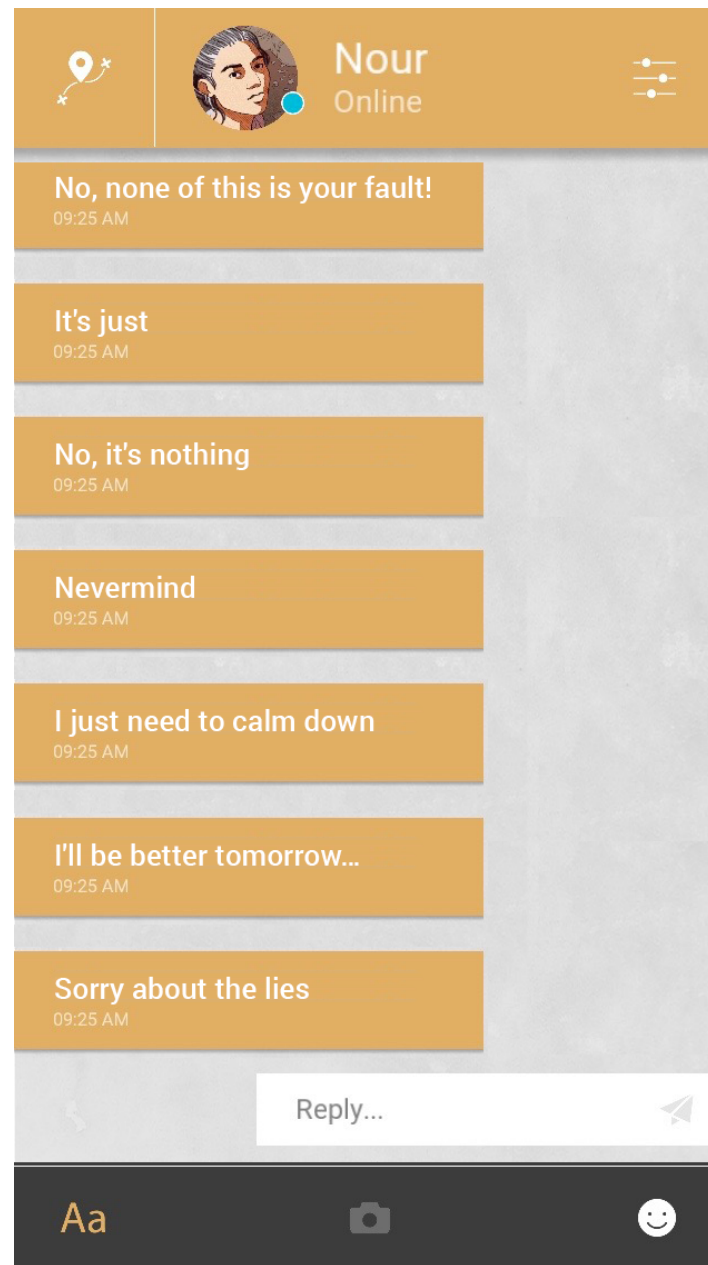 Nour
Online
No, none of this is your fault!
09:25 AM
It's just
09:25 AM
No, it's nothing
09:25 AM
Nevermind
09:25 AM
I just need to calm down
09:25 AM
I'll be better tomorrow...
09:25 AM
Sorry about the lies
09:25 AM
Reply...
Aa